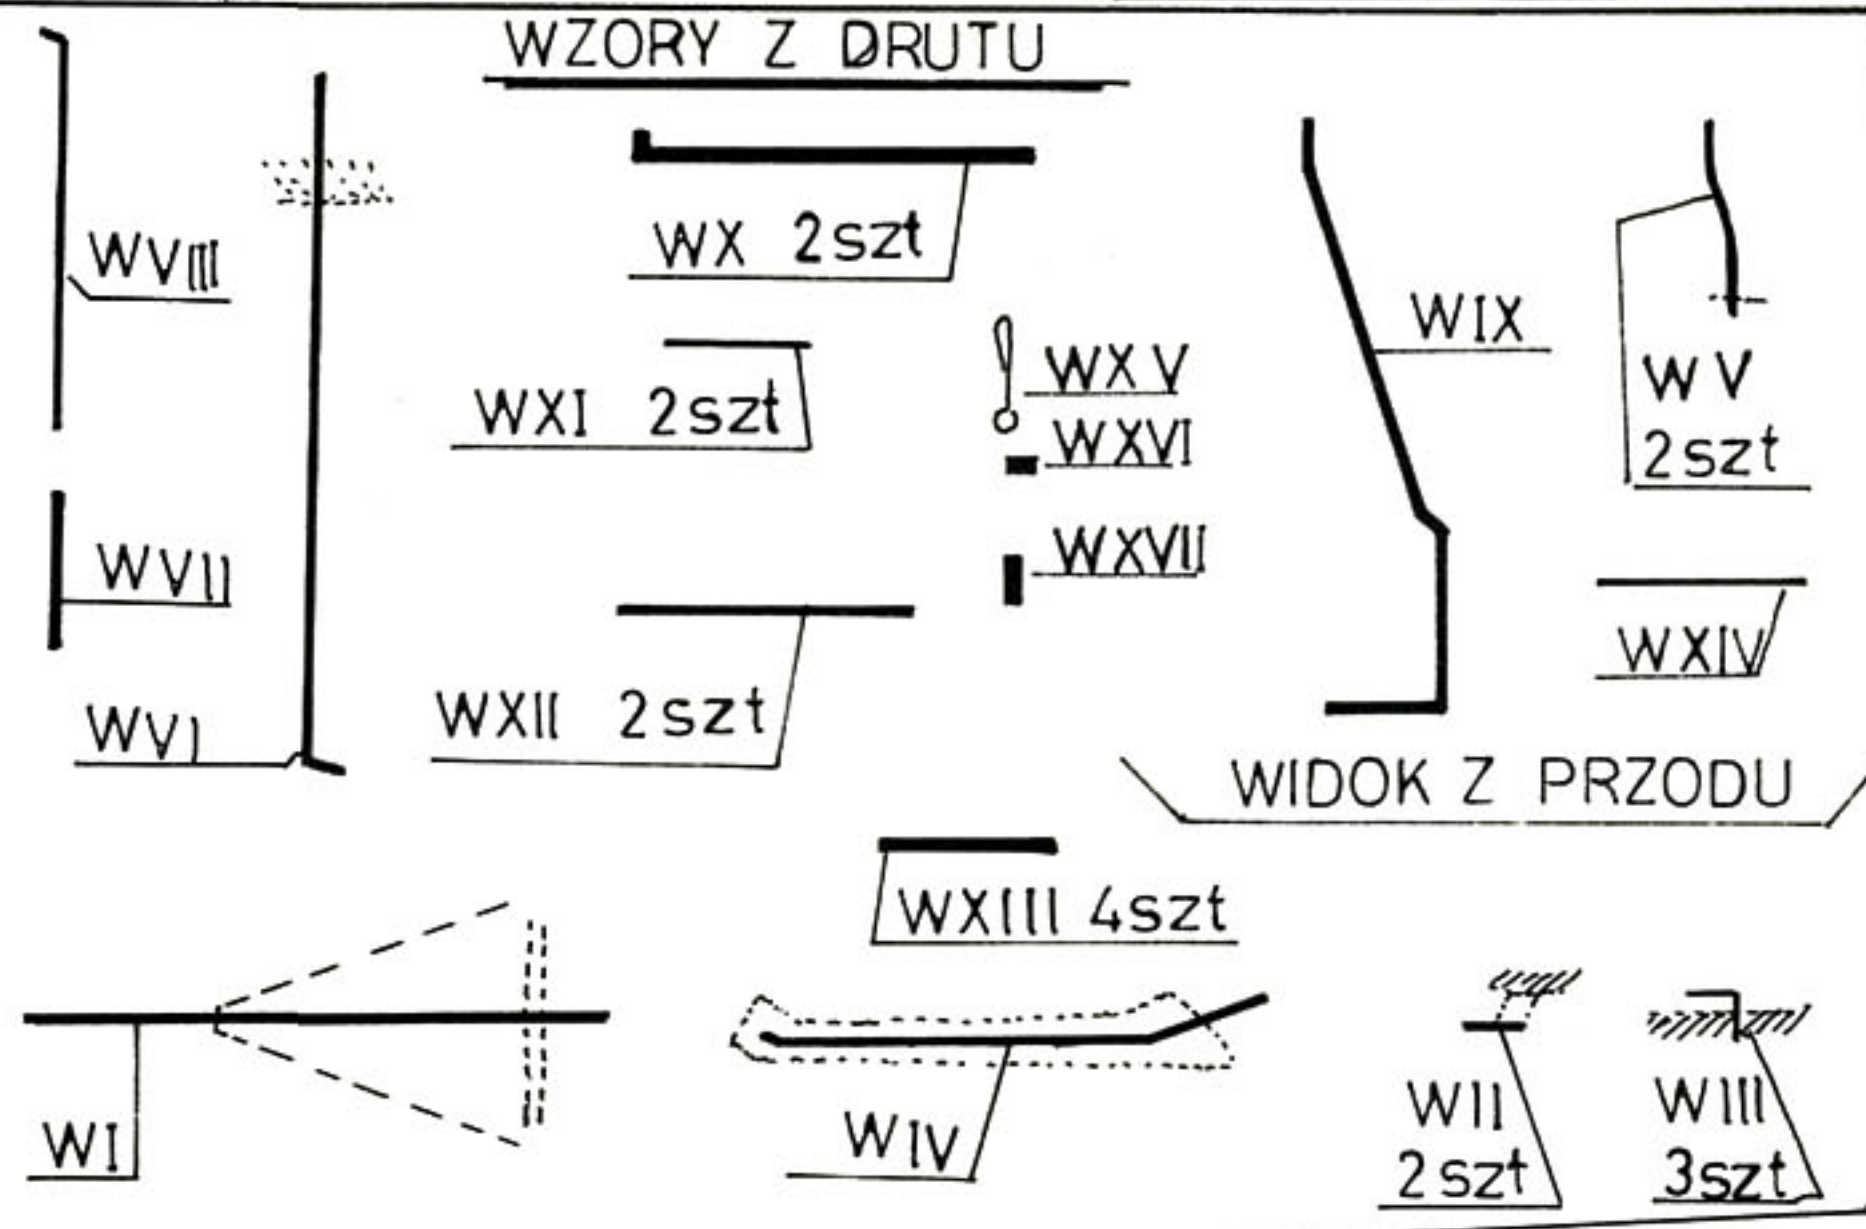 WZORY Z DRUTU
WVIII
WX 2szt
WIX
WXV
WXI 2szt
WV
2szt
WXVI
WVII
WXVII
WXIV
WXII 2szt
WVI
WIDOK Z PRZODU
WXIII 4szt
WI
WIV
WII
2szt
WIII
3szt